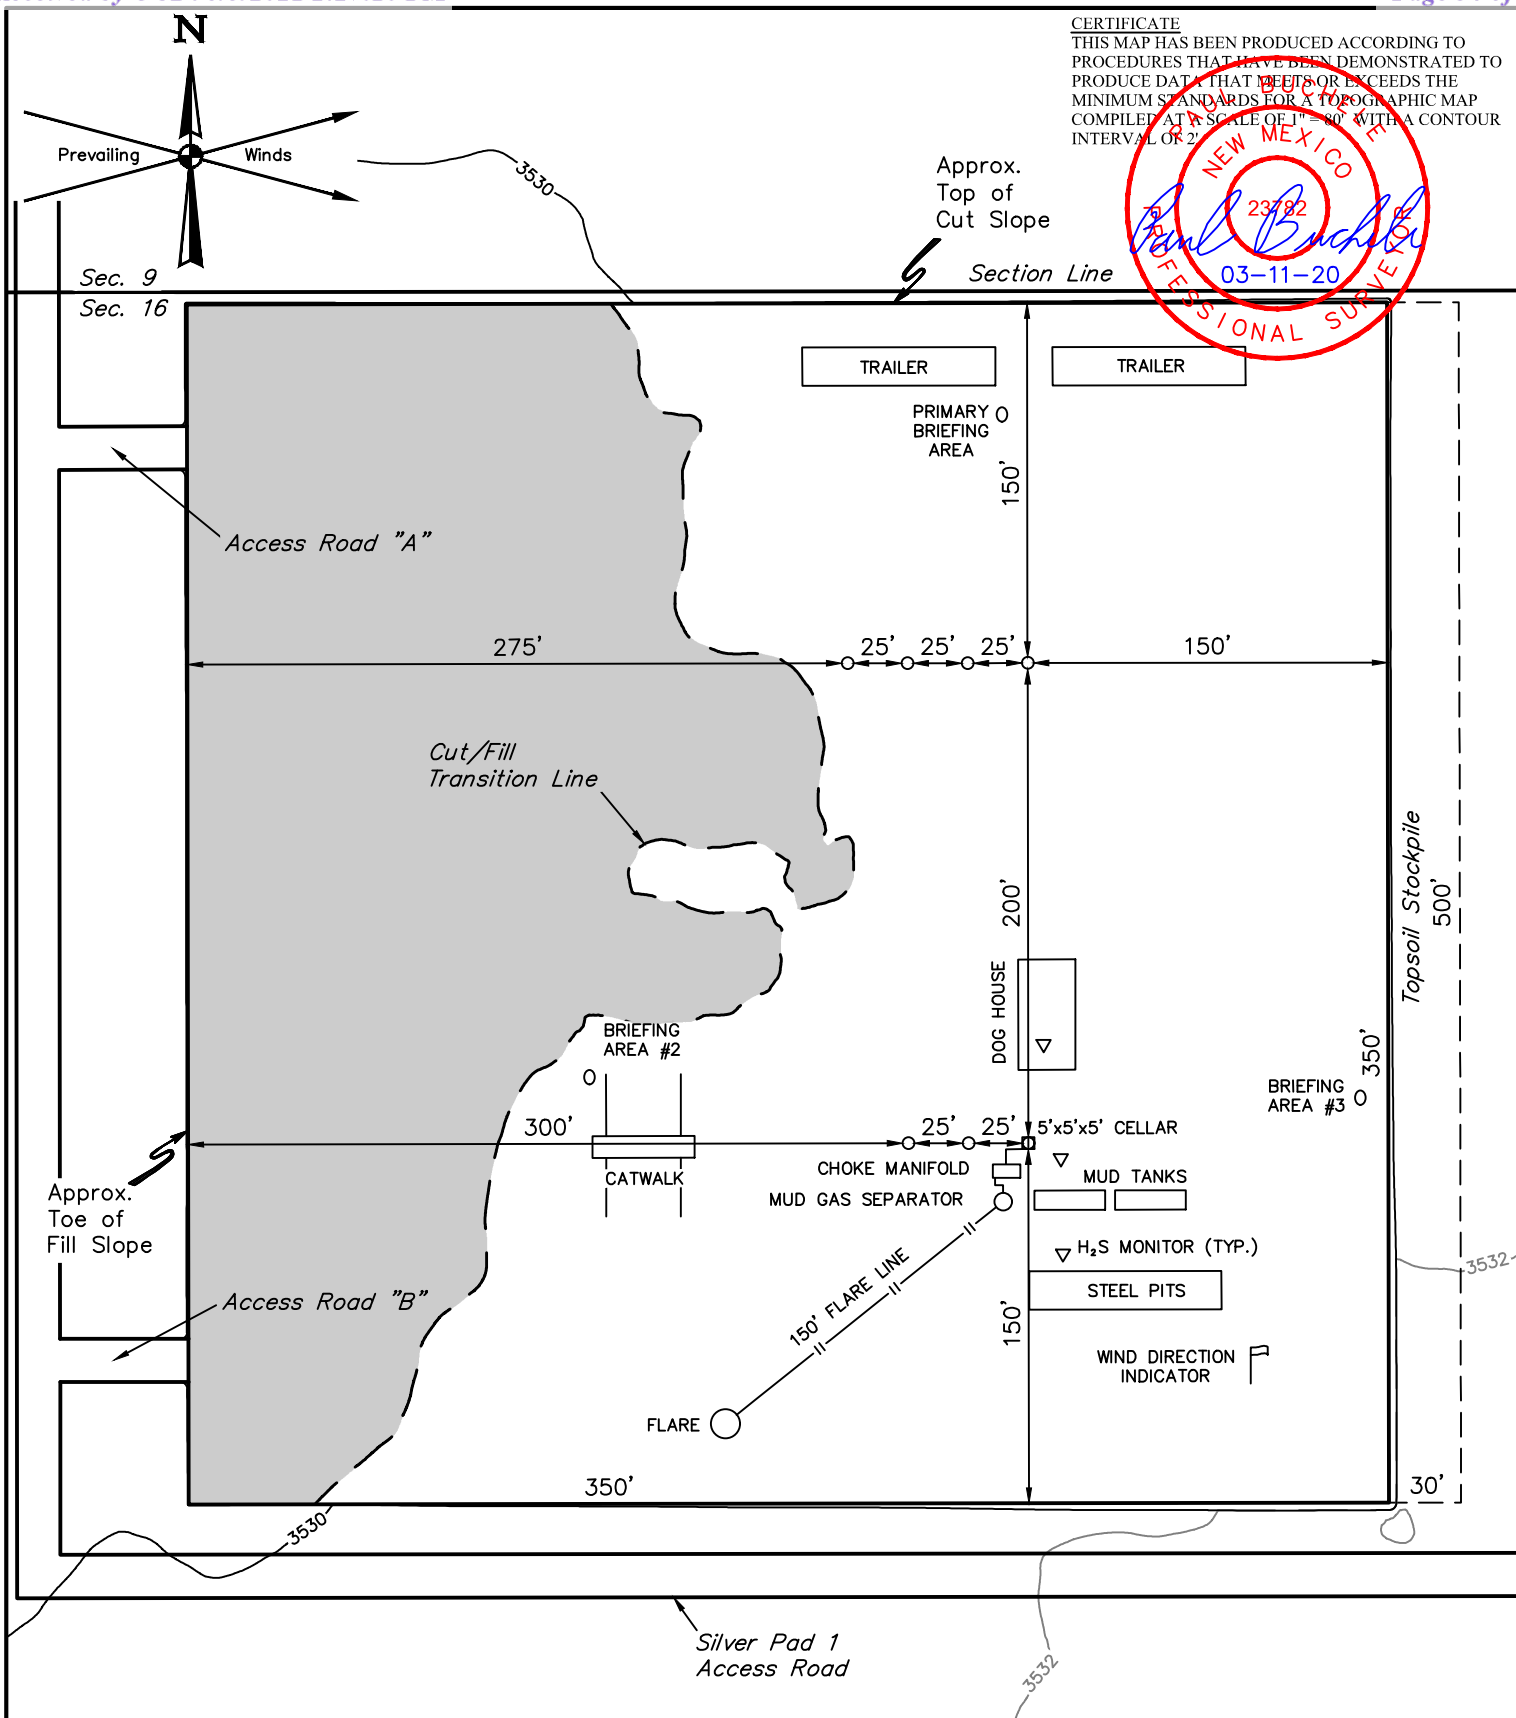 N
Prevailing Winds
CERTIFICATE
THIS MAP HAS BEEN PRODUCED ACCORDING TO
PROCEDURES THAT HAVE BEEN DEMONSTRATED TO
PRODUCE DATA THAT MEETS OR EXCEEDS THE
MINIMUM STANDARDS FOR A TOPOGRAPHIC MAP
COMPILED AT A SCALE OF 1" = 80' WITH A CONTOUR
INTERVAL OF 2'.
PAUL BUCHELE
NEW MEXICO
23782
Paul Buchele
03-11-20
PROFESSIONAL SURVEYOR
3530
Approx.
Top of
Cut Slope
Sec. 9
Section Line
Sec. 16
TRAILER
TRAILER
PRIMARY
BRIEFING
AREA
150'
Access Road "A"
275'
25'
25'
25'
150'
Cut/Fill
Transition Line
200'
Topsoil Stockpile
500'
DOG HOUSE
BRIEFING
AREA #2
350'
BRIEFING
AREA #3
300'
25'
25'
5'x5'x5' CELLAR
CHOKE MANIFOLD
CATWALK
MUD TANKS
MUD GAS SEPARATOR
Approx.
Toe of
Fill Slope
H₂S MONITOR (TYP.)
3532
STEEL PITS
Access Road "B"
150' FLARE LINE
150'
WIND DIRECTION
INDICATOR
FLARE
350'
30'
3530
Silver Pad 1
Access Road
3532